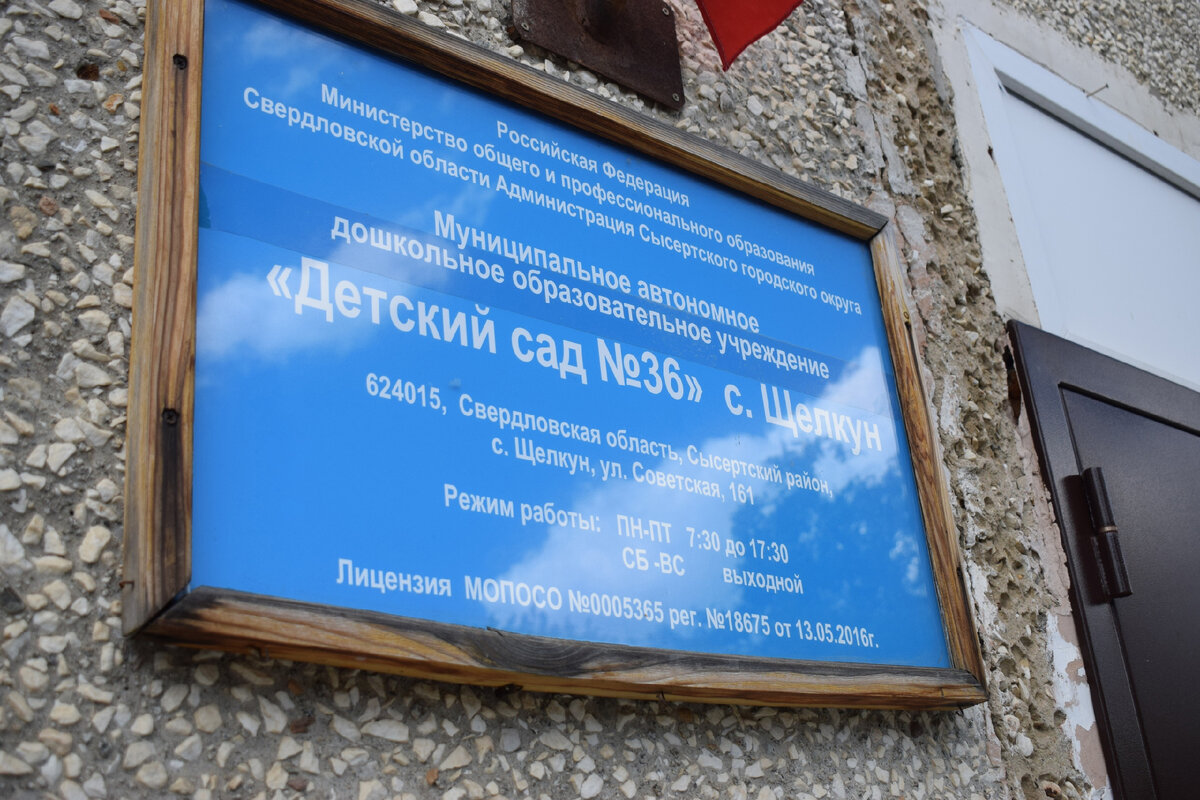 Российская Федерация
Министерство общего и профессионального образования
Свердловской области Администрация Сысертского городского округа
Муниципальное автономное
дошкольное образовательное учреждение
«Детский сад №36» с. Щелкун
624015, Свердловская область, Сысертский район,
с. Щелкун, ул. Советская, 161
Режим работы: ПН-ПТ 7:30 до 17:30
СБ -ВС выходной
Лицензия МОПОСО №0005365 рег. №18675 от 13.05.2016г.